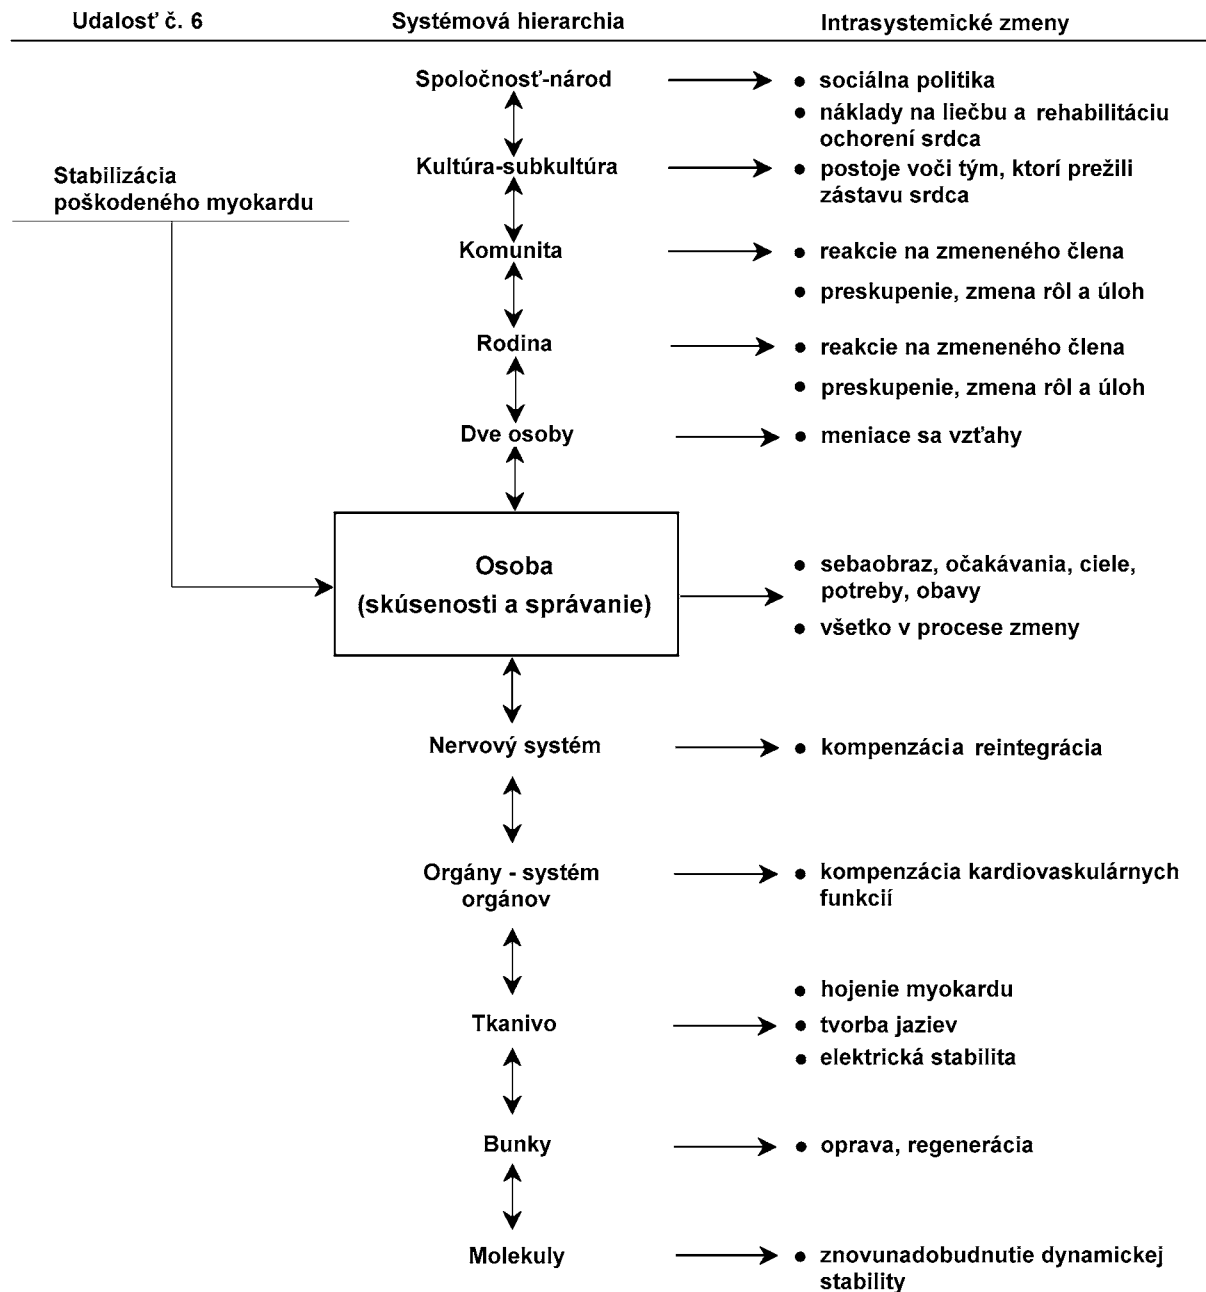 Udalosť č. 6
Systémová hierarchia
Intrasystemické zmeny
Stabilizácia
poškodeného myokardu
Spoločnosť-národ
• sociálna politika
• náklady na liečbu a rehabilitáciu
ochorení srdca
Kultúra-subkultúra
• postoje voči tým, ktorí prežili
zástavu srdca
Komunita
• reakcie na zmeneného člena
• preskupenie, zmena rôl a úloh
Rodina
• reakcie na zmeneného člena
• preskupenie, zmena rôl a úloh
Dve osoby
• meniace sa vzťahy
Osoba
(skúsenosti a správanie)
• sebaobraz, očakávania, ciele,
potreby, obavy
• všetko v procese zmeny
Nervový systém
• kompenzácia reintegrácia
Orgány - systém
orgánov
• kompenzácia kardiovaskulárnych
funkcií
Tkanivo
• hojenie myokardu
• tvorba jaziev
• elektrická stabilita
Bunky
• oprava, regenerácia
Molekuly
• znovunadobudnutie dynamickej
stability